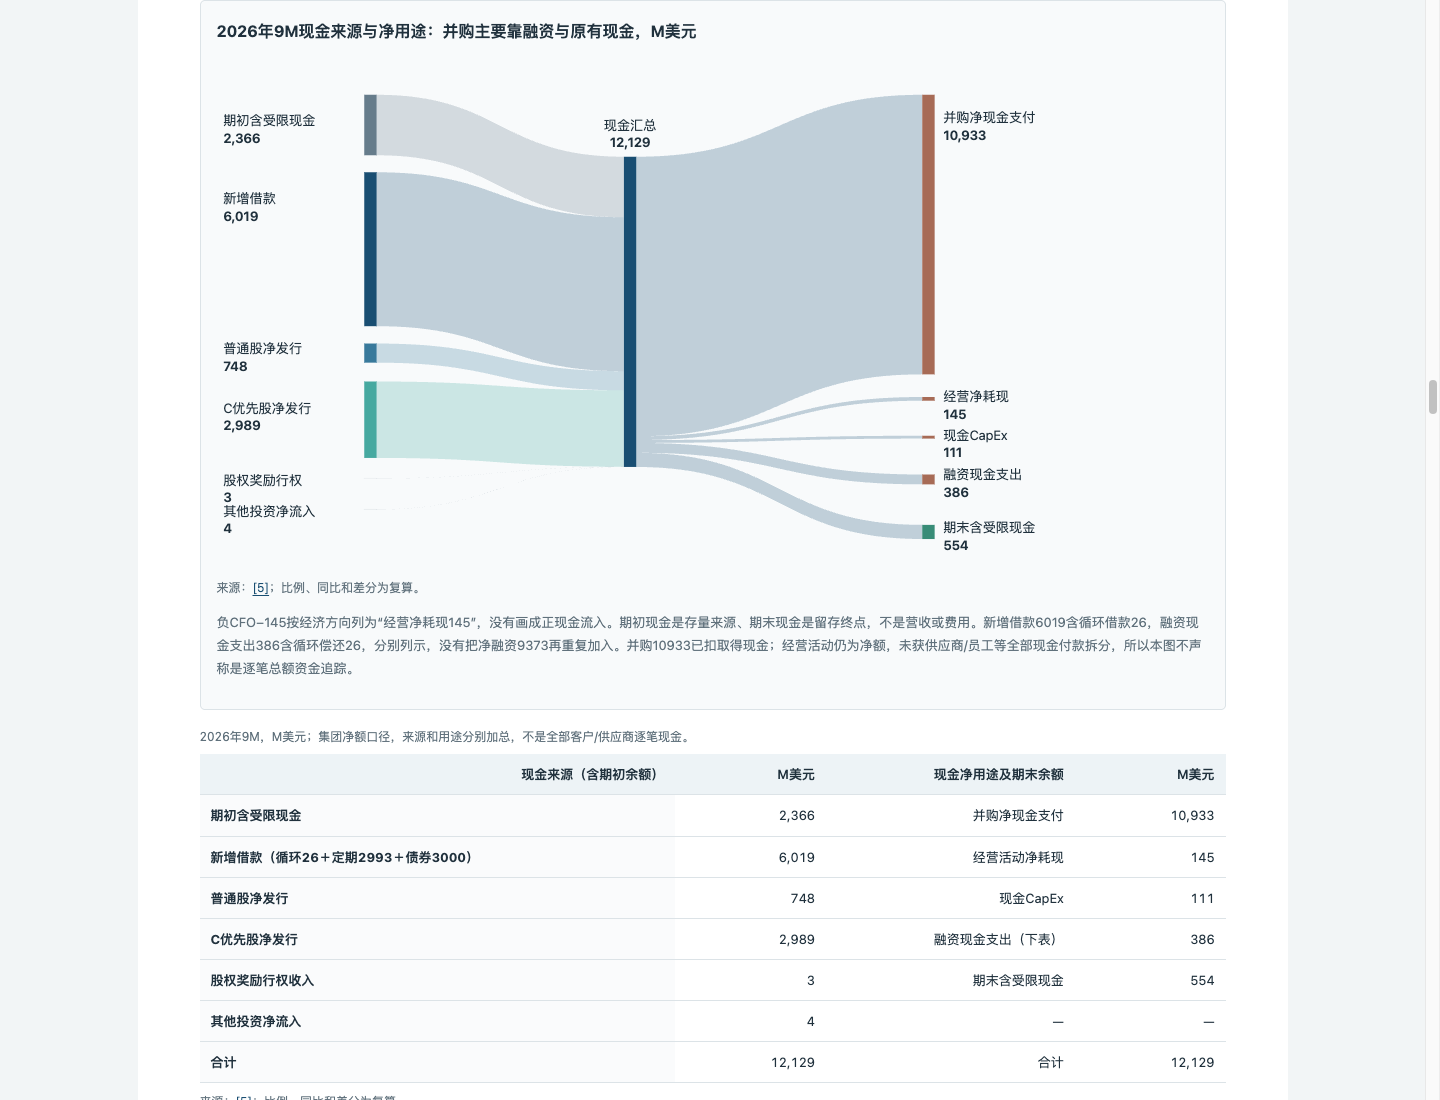 2026年9M现金来源与净用途：并购主要靠融资与原有现金，M美元
期初含受限现金
2,366
新增借款
6,019
普通股净发行
748
C优先股净发行
2,989
股权奖励行权
3
其他投资净流入
4
现金汇总
12,129
并购净现金支付
10,933
经营净耗现
145
现金CapEx
111
融资现金支出
386
期末含受限现金
554
来源：[5]；比例、同比和差分为复算。
负CFO−145按经济方向列为“经营净耗现145”，没有画成正现金流入。期初现金是存量来源、期末现金是留存终点，不是营收或费用。新增借款6019含循环借款26，融资现
金支出386含循环偿还26，分别列示，没有把净融资9373再重复加入。并购10933已扣取得现金；经营活动仍为净额，未获供应商/员工等全部现金付款拆分，所以本图不声
称是逐笔总额资金追踪。
2026年9M，M美元；集团净额口径，来源和用途分别加总，不是全部客户/供应商逐笔现金。
现金来源（含期初余额） M美元 现金净用途及期末余额 M美元
期初含受限现金 2,366 并购净现金支付 10,933
新增借款（循环26＋定期2993＋债券3000） 6,019 经营活动净耗现 145
普通股净发行 748 现金CapEx 111
C优先股净发行 2,989 融资现金支出（下表） 386
股权奖励行权收入 3 期末含受限现金 554
其他投资净流入 4 — —
合计 12,129 合计 12,129
来源：[5]；比例、同比和差分为复算。